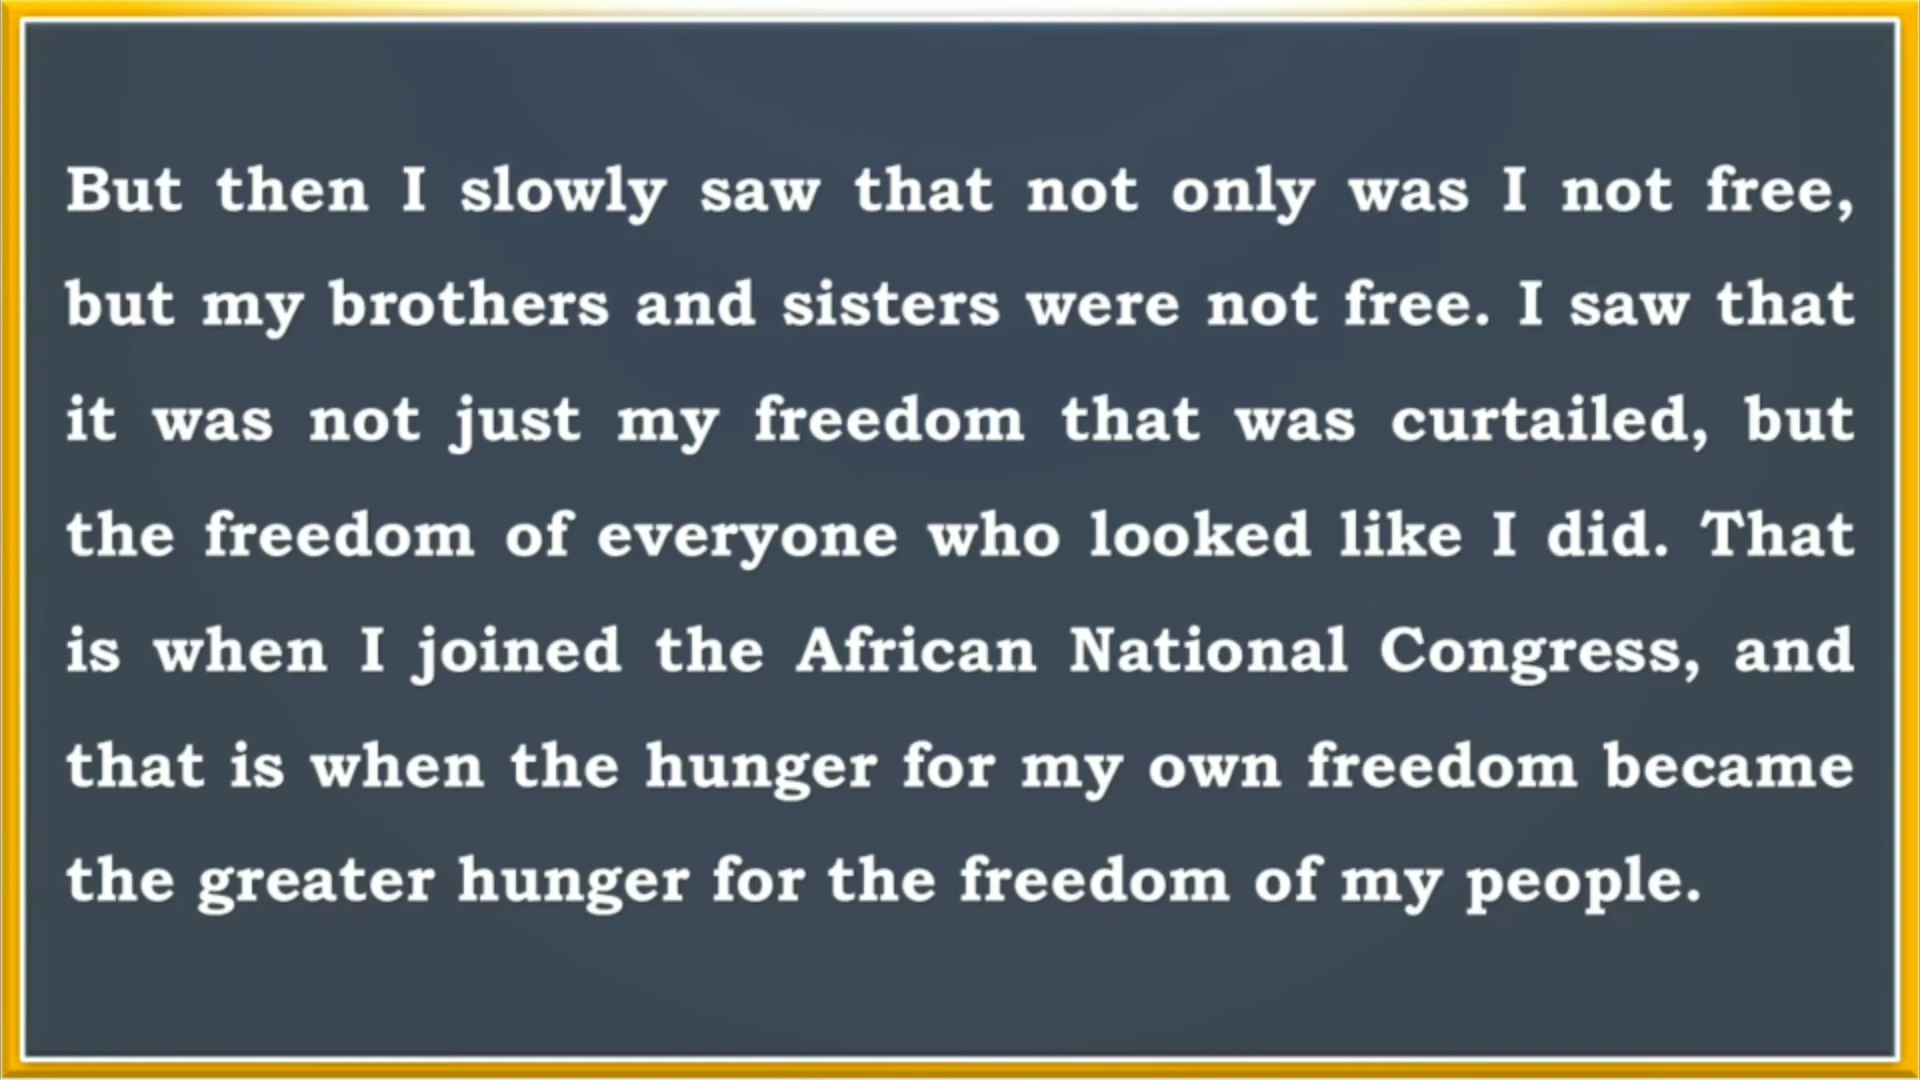 But then I slowly saw that not only was I not free,
but my brothers and sisters were not free. I saw that
it was not just my freedom that was curtailed, but
the freedom of everyone who looked like I did. That
is when I joined the African National Congress, and
that is when the hunger for my own freedom became
the greater hunger for the freedom of my people.